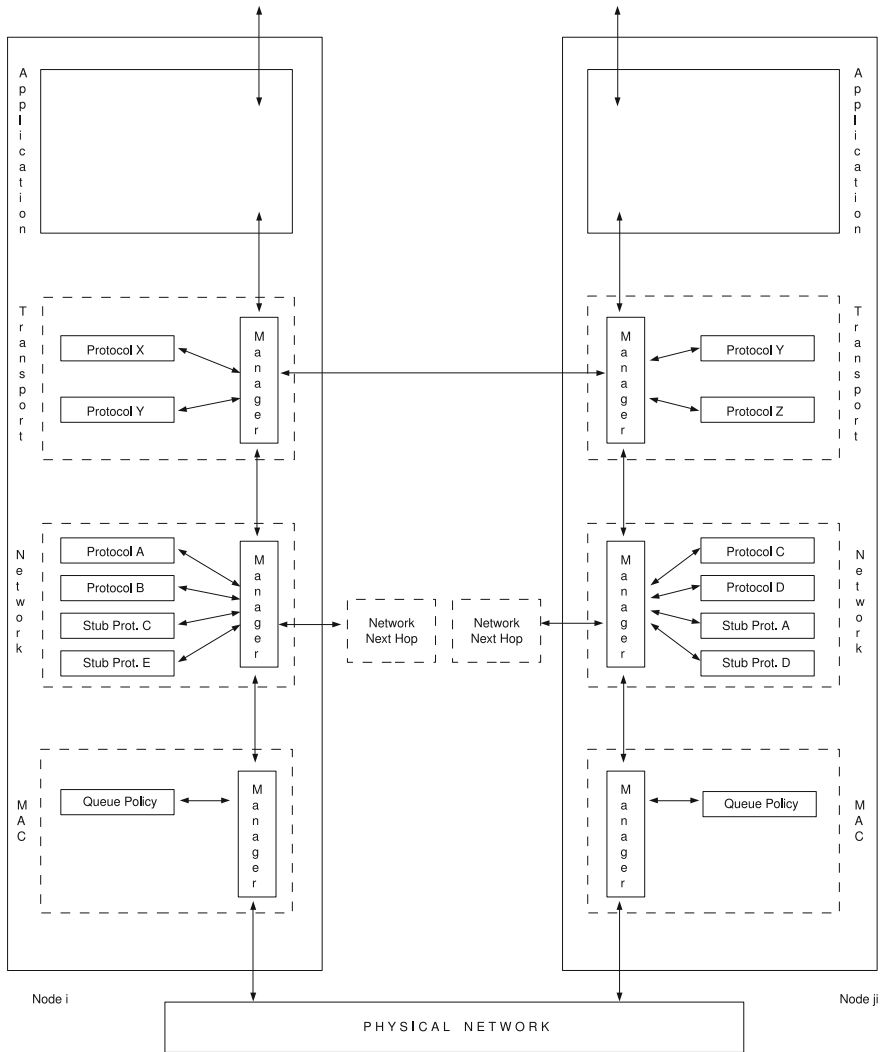 Application
Transport
Protocol X
Protocol Y
Manager
Network
Protocol A
Protocol B
Stub Prot. C
Stub Prot. E
Manager
MAC
Queue Policy
Manager
Network
Next Hop
Network
Next Hop
Application
Transport
Manager
Protocol Y
Protocol Z
Network
Manager
Protocol C
Protocol D
Stub Prot. A
Stub Prot. D
MAC
Manager
Queue Policy
Node i
Node ji
PHYSICAL NETWORK